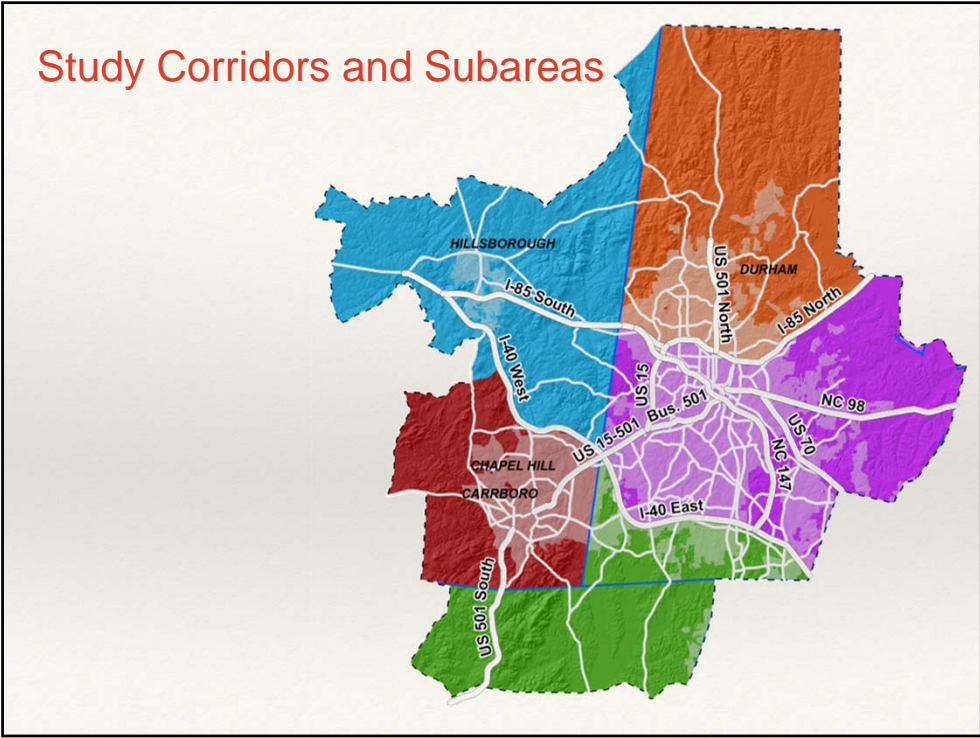 Study Corridors and Subareas
HILLSBOROUGH
DURHAM
US 501 North
I-85 North
I-85 South
I-40 West
US 15
US 15-501 Bus. 501
NC 98
US 70
NC 147
CHAPEL HILL
CARRBORO
I-40 East
US 501 South